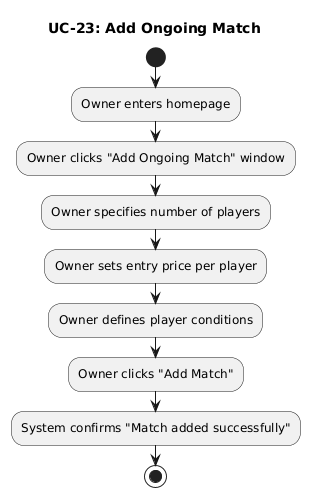 UC-23: Add Ongoing Match
Owner enters homepage
Owner clicks "Add Ongoing Match" window
Owner specifies number of players
Owner sets entry price per player
Owner defines player conditions
Owner clicks "Add Match"
System confirms "Match added successfully"